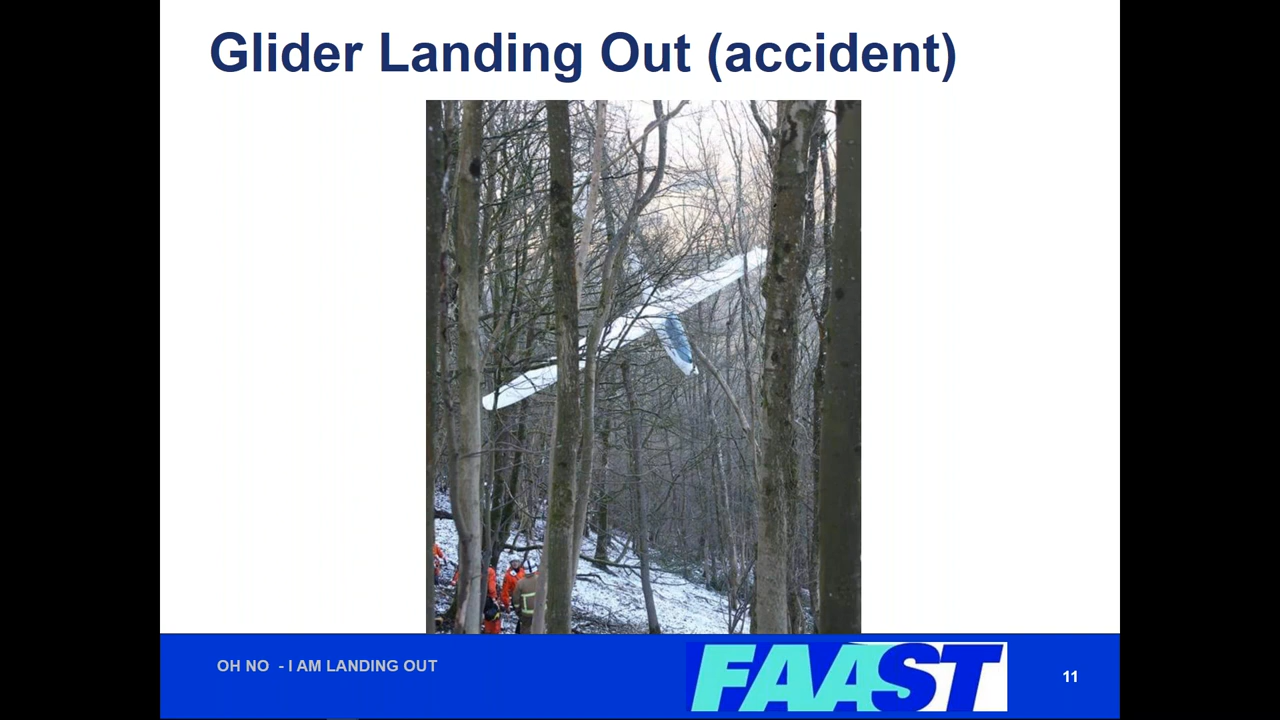 Glider Landing Out (accident)
OH NO - I AM LANDING OUT
FAAST
11